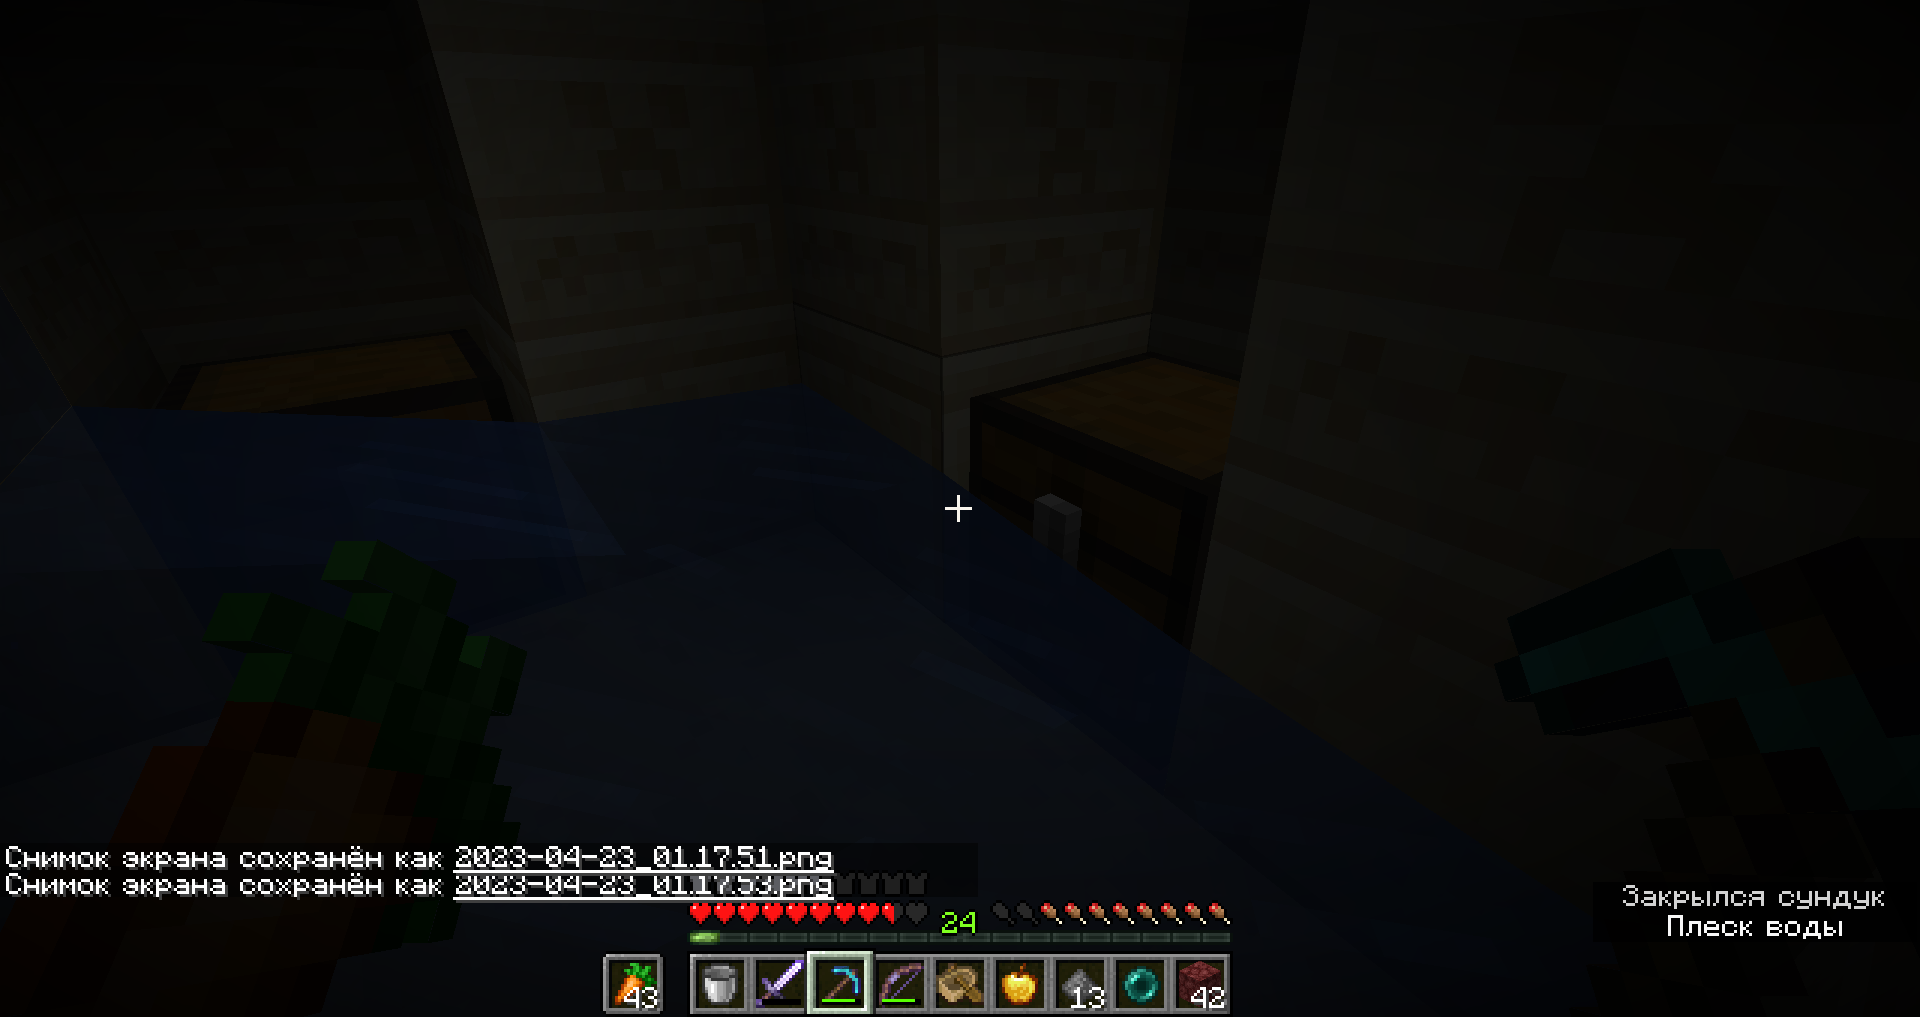 Снимок экрана сохранён как 2023-04-23_01.17.51.png
Снимок экрана сохранён как 2023-04-23_01.17.53.png
Закрылся сундук
Плеск воды
24
43
13
42